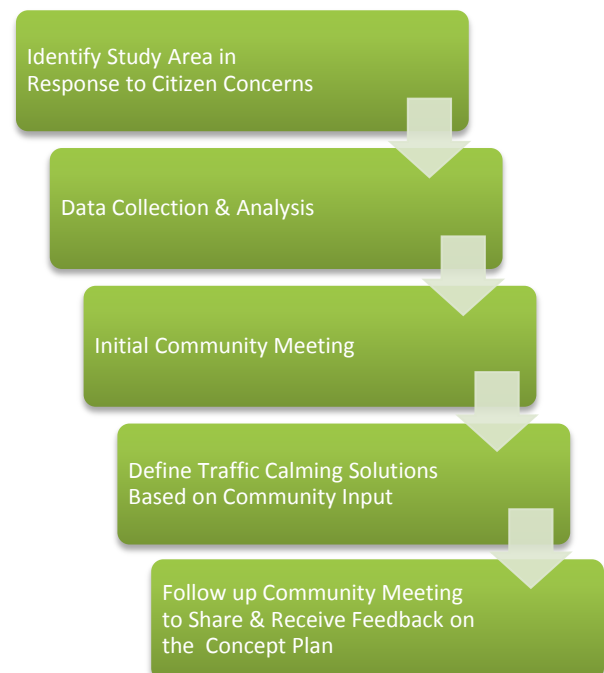 Identify Study Area in
Response to Citizen Concerns
Data Collection & Analysis
Initial Community Meeting
Define Traffic Calming Solutions
Based on Community Input
Follow up Community Meeting
to Share & Receive Feedback on
the Concept Plan